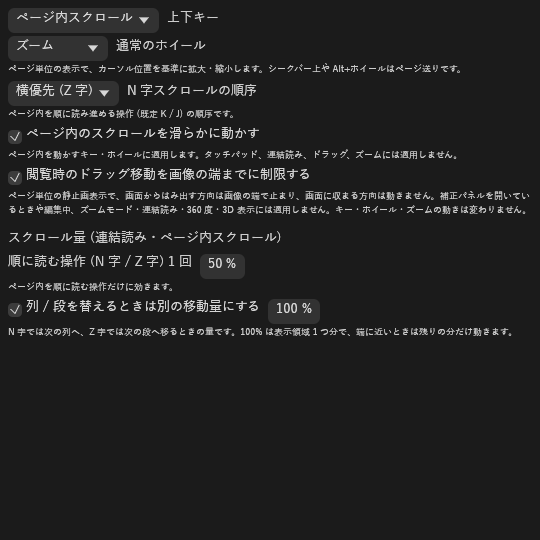 ページ内スクロール 上下キー
ズーム 通常のホイール
ページ単位の表示で、カーソル位置を基準に拡大・縮小します。シークバー上や Alt+ホイールはページ送りです。
横優先 (Z 字) N 字スクロールの順序
ページ内を順に読み進める操作 (既定 K / J) の順序です。
ページ内のスクロールを滑らかに動かす
ページ内を動かすキー・ホイールに適用します。タッチパッド、連結読み、ドラッグ、ズームには適用しません。
閲覧時のドラッグ移動を画像の端までに制限する
ページ単位の静止画表示で、画面からはみ出す方向は画像の端で止まり、画面に収まる方向は動きません。補正パネルを開いてい
るときや編集中、ズームモード・連結読み・360 度・3D 表示には適用しません。キー・ホイール・ズームの動きは変わりません。
スクロール量 (連結読み・ページ内スクロール)
順に読む操作 (N 字 / Z 字) 1 回 50 %
ページ内を順に読む操作だけに効きます。
列 / 段を替えるときは別の移動量にする 100 %
N 字では次の列へ、Z 字では次の段へ移るときの量です。100% は表示領域 1 つ分で、端に近いときは残りの分だけ動きます。